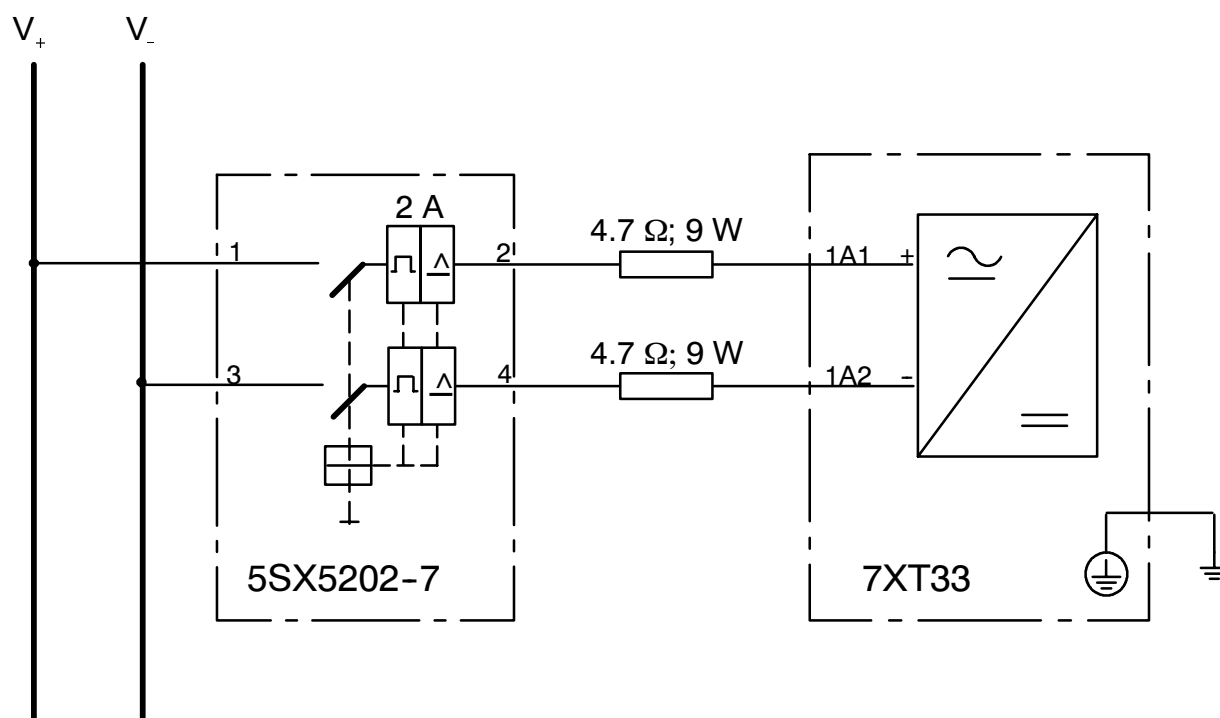 V+
V-
2 A
4.7 Ω; 9 W
1
2
1A1 +
4.7 Ω; 9 W
3
4
1A2 -
5SX5202-7
7XT33